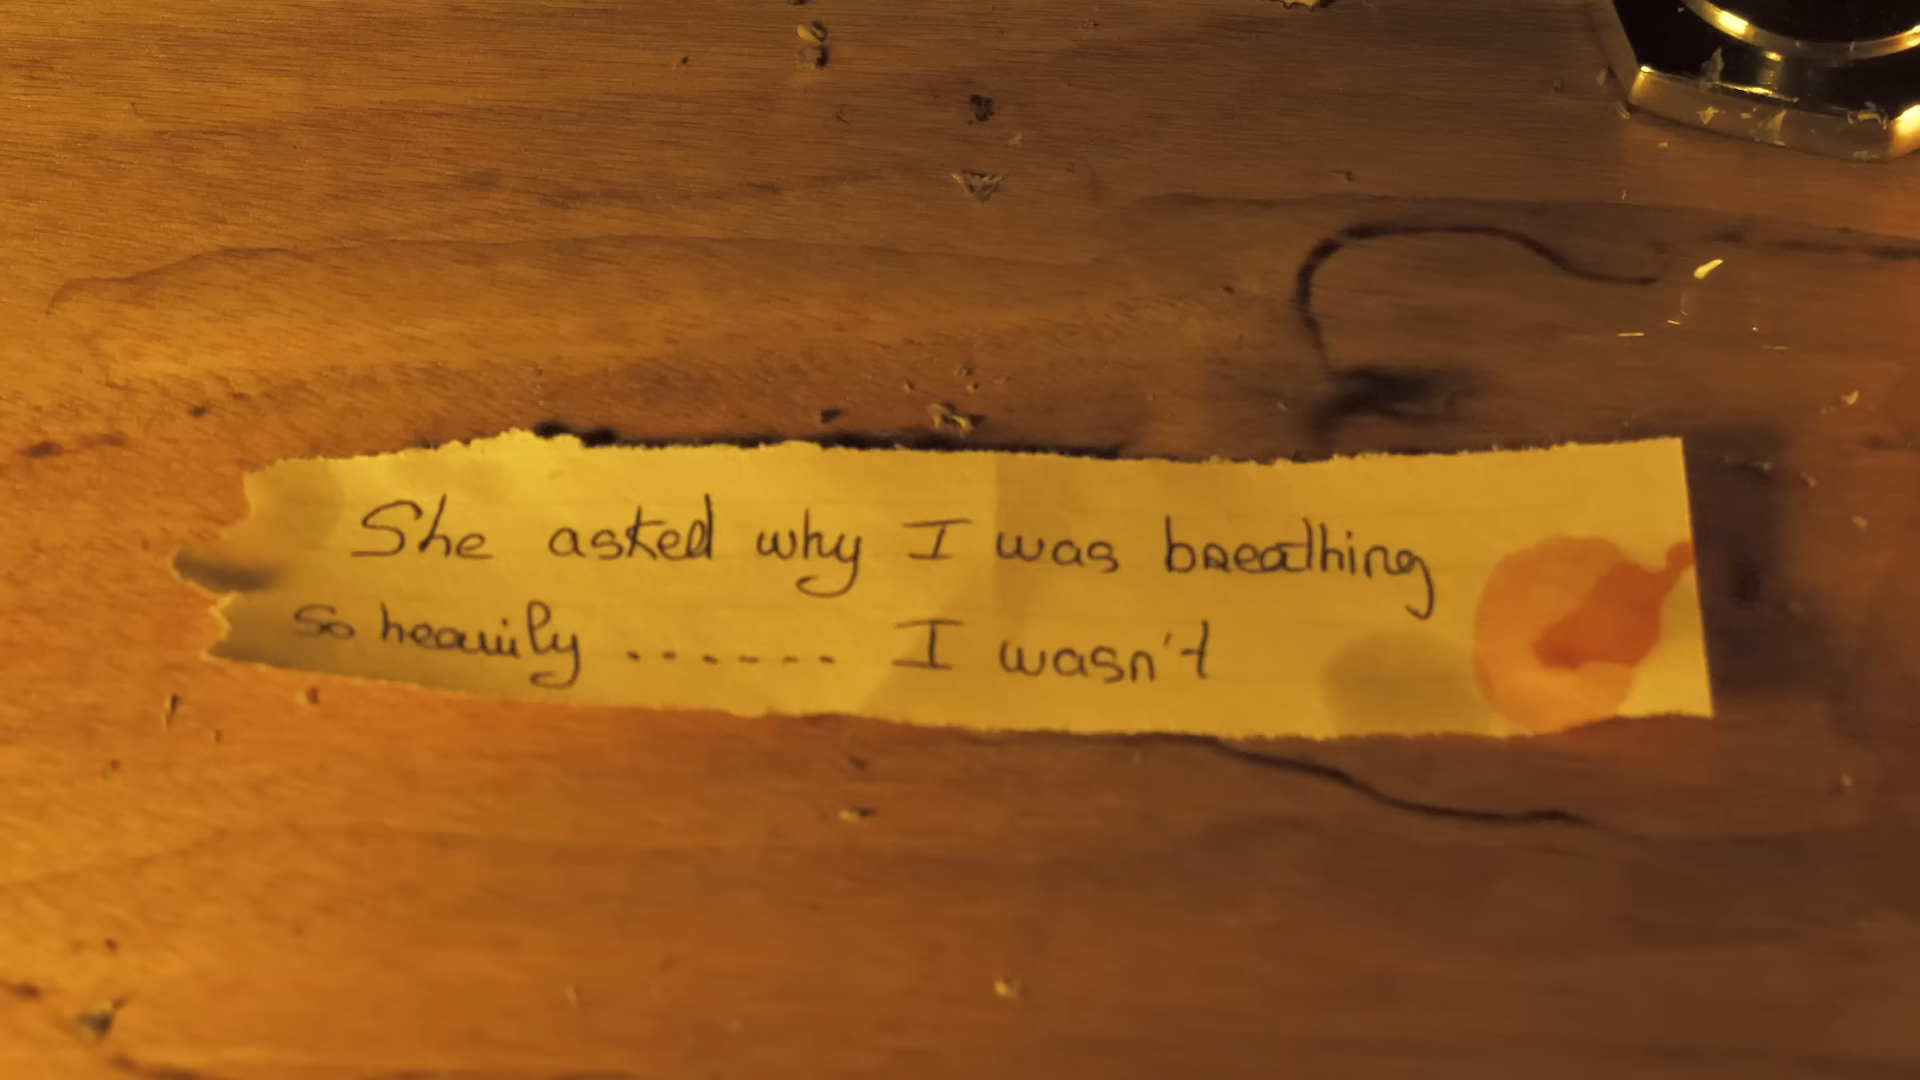 She asked why I was breathing
so heavily ....... I wasn't